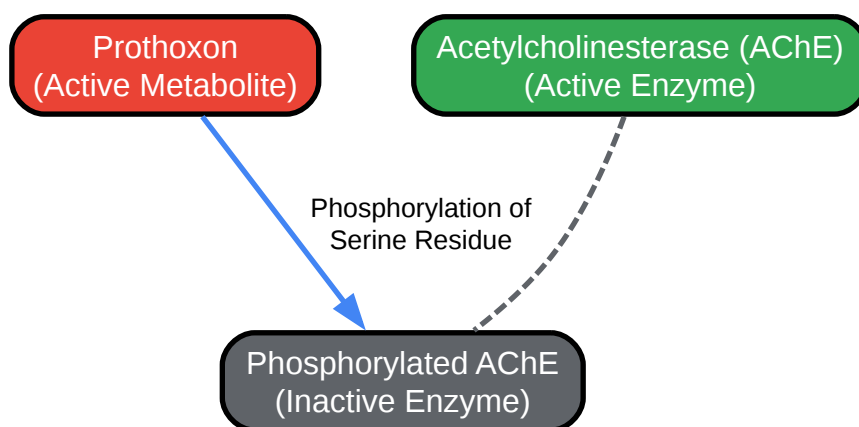 Prothoxon
(Active Metabolite)
Acetylcholinesterase (AChE)
(Active Enzyme)
Phosphorylation of
Serine Residue
Phosphorylated AChE
(Inactive Enzyme)